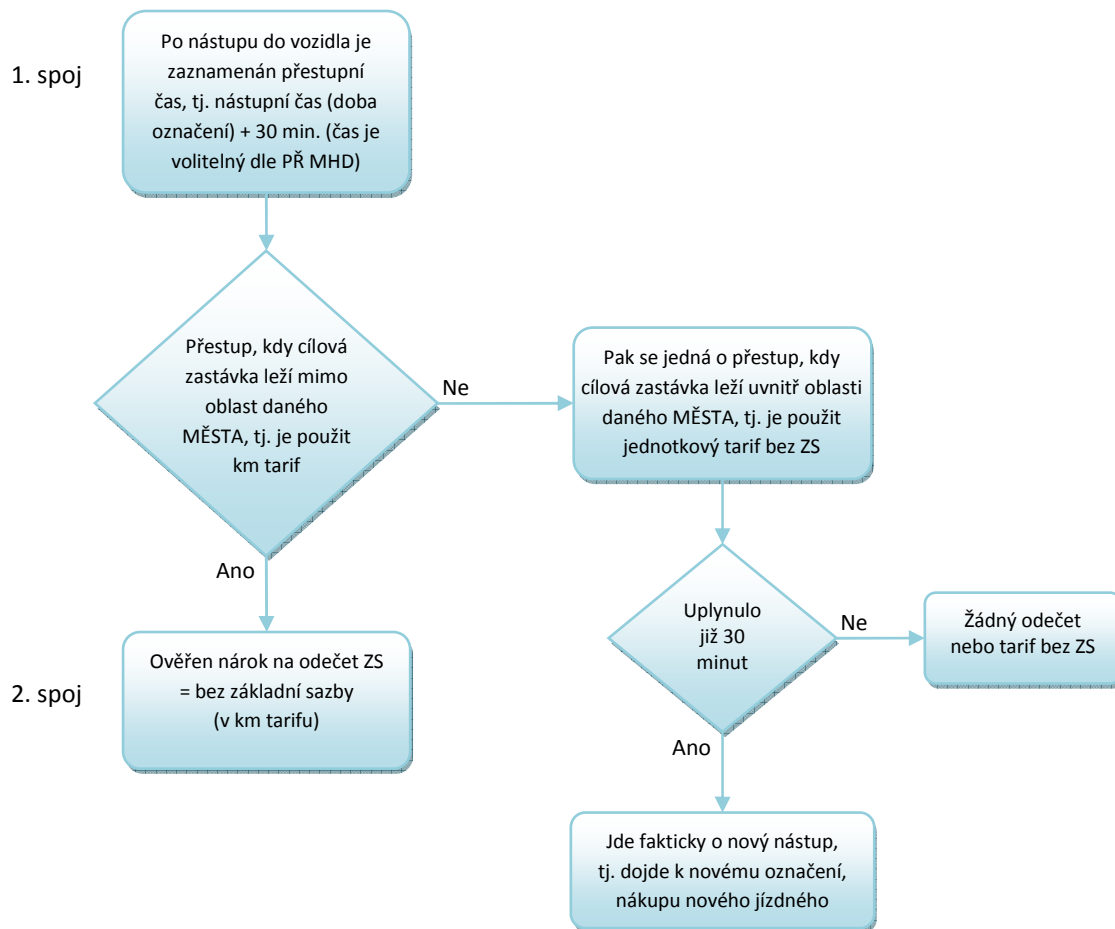 1. spoj
Po nástupu do vozidla je
zaznamenán přestupní
čas, tj. nástupní čas (doba
označení) + 30 min. (čas je
volitelný dle PŘ MHD)
Přestup, kdy cílová
zastávka leží mimo
oblast daného
MĚSTA, tj. je použit
km tarif
Ne
Pak se jedná o přestup, kdy
cílová zastávka leží uvnitř oblasti
daného MĚSTA, tj. je použit
jednotkový tarif bez ZS
Ano
Uplynulo
již 30
minut
Ne
Žádný odečet
nebo tarif bez ZS
2. spoj
Ověřen nárok na odečet ZS
= bez základní sazby
(v km tarifu)
Ano
Jde fakticky o nový nástup,
tj. dojde k novému označení,
nákupu nového jízdného